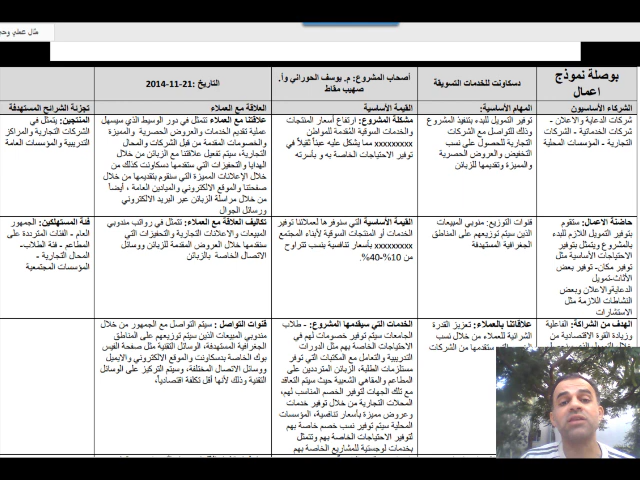 مثال عملي وحيد
بوصلة نموذج اعمال
دسكاونت للخدمات التسويقة
أصحاب المشروع: م. يوسف الحوراني وأ. صهيب مقاط
التاريخ :21-11-2014
الشركاء الأساسيون
المهام الأساسية:
القيمة الأساسية
العلاقة مع العملاء
تجزئة الشرائح المستهدفة
شركات الدعاية والاعلان -
شركات الخدماتية - الشركات
التجارية - المؤسسات المحلية
توفير التمويل للبدء بتنفيذ المشروع
وذلك للتواصل مع الشركات
التجارية للحصول على نسب
التخفيض والعروض الحصرية
والمميزة وتقديمها للزبائن
مشكلة المشروع: ارتفاع أسعار المنتجات
والخدمات السوقية المقدمة للمواطن
xxxxxxxxx مما يشكل عليه عبئاً ثقيلاً في
توفير الاحتياجات الخاصة به و بأسرته
علاقتنا مع العملاء تتمثل في دور الوسيط الذي سيسهل
عملية تقديم الخدمات والعروض الحصرية والمميزة
والخصومات المقدمة من قبل الشركات والمحال
التجارية، سيتم تفعيل علاقتنا مع الزبائن من خلال
الهدايا والتحفيزات التي ستقدمها دسكاونت كذلك من
خلال الإعلانات المميزة التي سنقوم بتقديمها من خلال
صفحتنا والموقع الالكتروني والميادين العامة ، أيضاً
من خلال مراسلة الزبائن عبر البريد الالكتروني
ورسائل الجوال
المنتجين: يتمثل في
الشركات التجارية والمراكز
التدريبية والمؤسسات العامة
حاضنة الاعمال: ستقوم
بتوفير التمويل اللازم للبدء
بالمشروع ويتمثل بتوفير
الاحتياجات الأساسية مثل
توفير مكان- توفير بعض
الأثاث-تمويل
الدعايةوالاعلان وبعض
النشاطات اللازمة مثل
الاستشارات
قنوات التوزيع: مندوبي المبيعات
الذين سيتم توزيعهم على المناطق
الجغرافية المستهدفة
القيمة الأساسية التي سنوفرها لعملائنا توفير
الخدمات أو المنتجات السوقية لأبناء المجتمع
xxxxxxxxx بأسعار تنافسية بنسب تتراوح
من 10%-40%.
تكاليف العلاقة مع العملاء: تتمثل في رواتب مندوبي
المبيعات والاعلانات التجارية والتحفيزات التي
سنقدمها خلال العروض المقدمة للزبائن ووسائل
الاتصال الخاصة بالزبائن
فئة المستهلكين: الجمهور
العام - الفئات المترددة على
المطاعم - فئة الطلاب-
المحال التجارية -
المؤسسات المجتمعية
الهدف من الشراكة: الفاعلية
وزيادة القوة الاقتصادية من
علاقاتنا بالعملاء: تعزيز القدرة
الشرائية للعملاء من خلال نسب
ستقدمها من الشركات
الخدمات التي سيقدمها المشروع: - طلاب
الجامعات سيتم توفير خصومات لهم في
الاحتياجات الخاصة بهم مثل الدورات
التدريبية والتعامل مع المكتبات التي توفر
مستلزمات الطلبة، الزبائن المترددين على
المطاعم والمقاهي الشعبية حيث سيتم التعاقد
مع تلك الجهات لتوفير الخصم المناسب لهم،
المحلات التجارية من خلال توفير خدمات
وعروض مميزة بأسعار تنافسية، المؤسسات
المحلية سيتم توفير نسب خصم خاصة بهم
لتوفير الاحتياجات الخاصة بهم وتتمثل
بخدمات لوجستية للمشاريع الخاصة بهم
قنوات التواصل : سيتم التواصل مع الجمهور من خلال
مندوبي المبيعات الذين سيتم توزيعهم على المناطق
الجغرافية المستهدفة، الوسائل التقنية مثل صفحة الفيس
بوك الخاصة بدسكاونت والموقع الالكتروني والايميل
ووسائل الاتصال المختلفة، وسيتم التركيز على الوسائل
التقنية وذلك لأنها أقل تكلفة اقتصادياً،